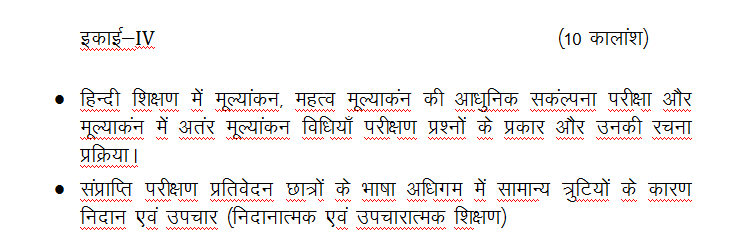 इकाई–IV (10 कालांश)
• हिन्दी शिक्षण में मूल्यांकन, महत्व मूल्याकंन की आधुनिक सकंल्पना परीक्षा और
मूल्याकंन में अतंर मूल्यांकन विधियाँ परीक्षण प्रश्नों के प्रकार और उनकी रचना
प्रक्रिया।
• संप्राप्ति परीक्षण प्रतिवेदन छात्रों के भाषा अधिगम में सामान्य त्रुटियों के कारण
निदान एवं उपचार (निदानात्मक एवं उपचारात्मक शिक्षण)